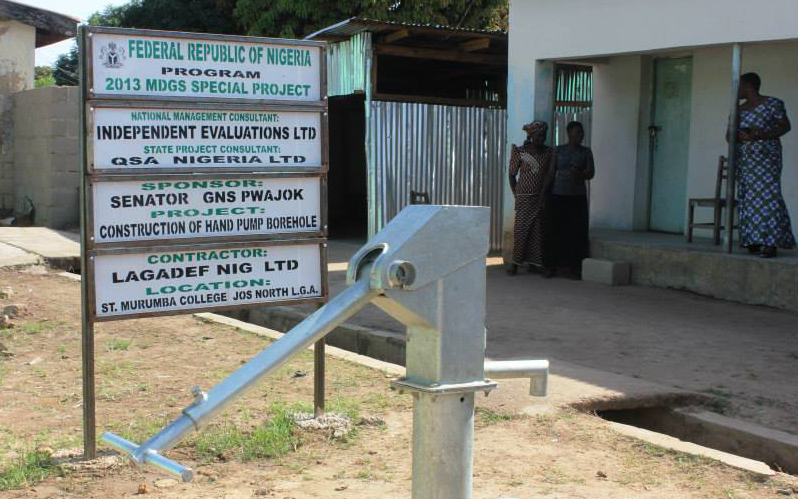 FEDERAL REPUBLIC OF NIGERIA
PROGRAM
2013 MDGS SPECIAL PROJECT
NATIONAL MANAGEMENT CONSULTANT:
INDEPENDENT EVALUATIONS LTD
STATE PROJECT CONSULTANT:
QSA NIGERIA LTD
SPONSOR:
SENATOR GNS PWAJOK
PROJECT:
CONSTRUCTION OF HAND PUMP BOREHOLE
CONTRACTOR:
LAGADEF NIG LTD
LOCATION:
ST. MURUMBA COLLEGE JOS NORTH L.G.A.